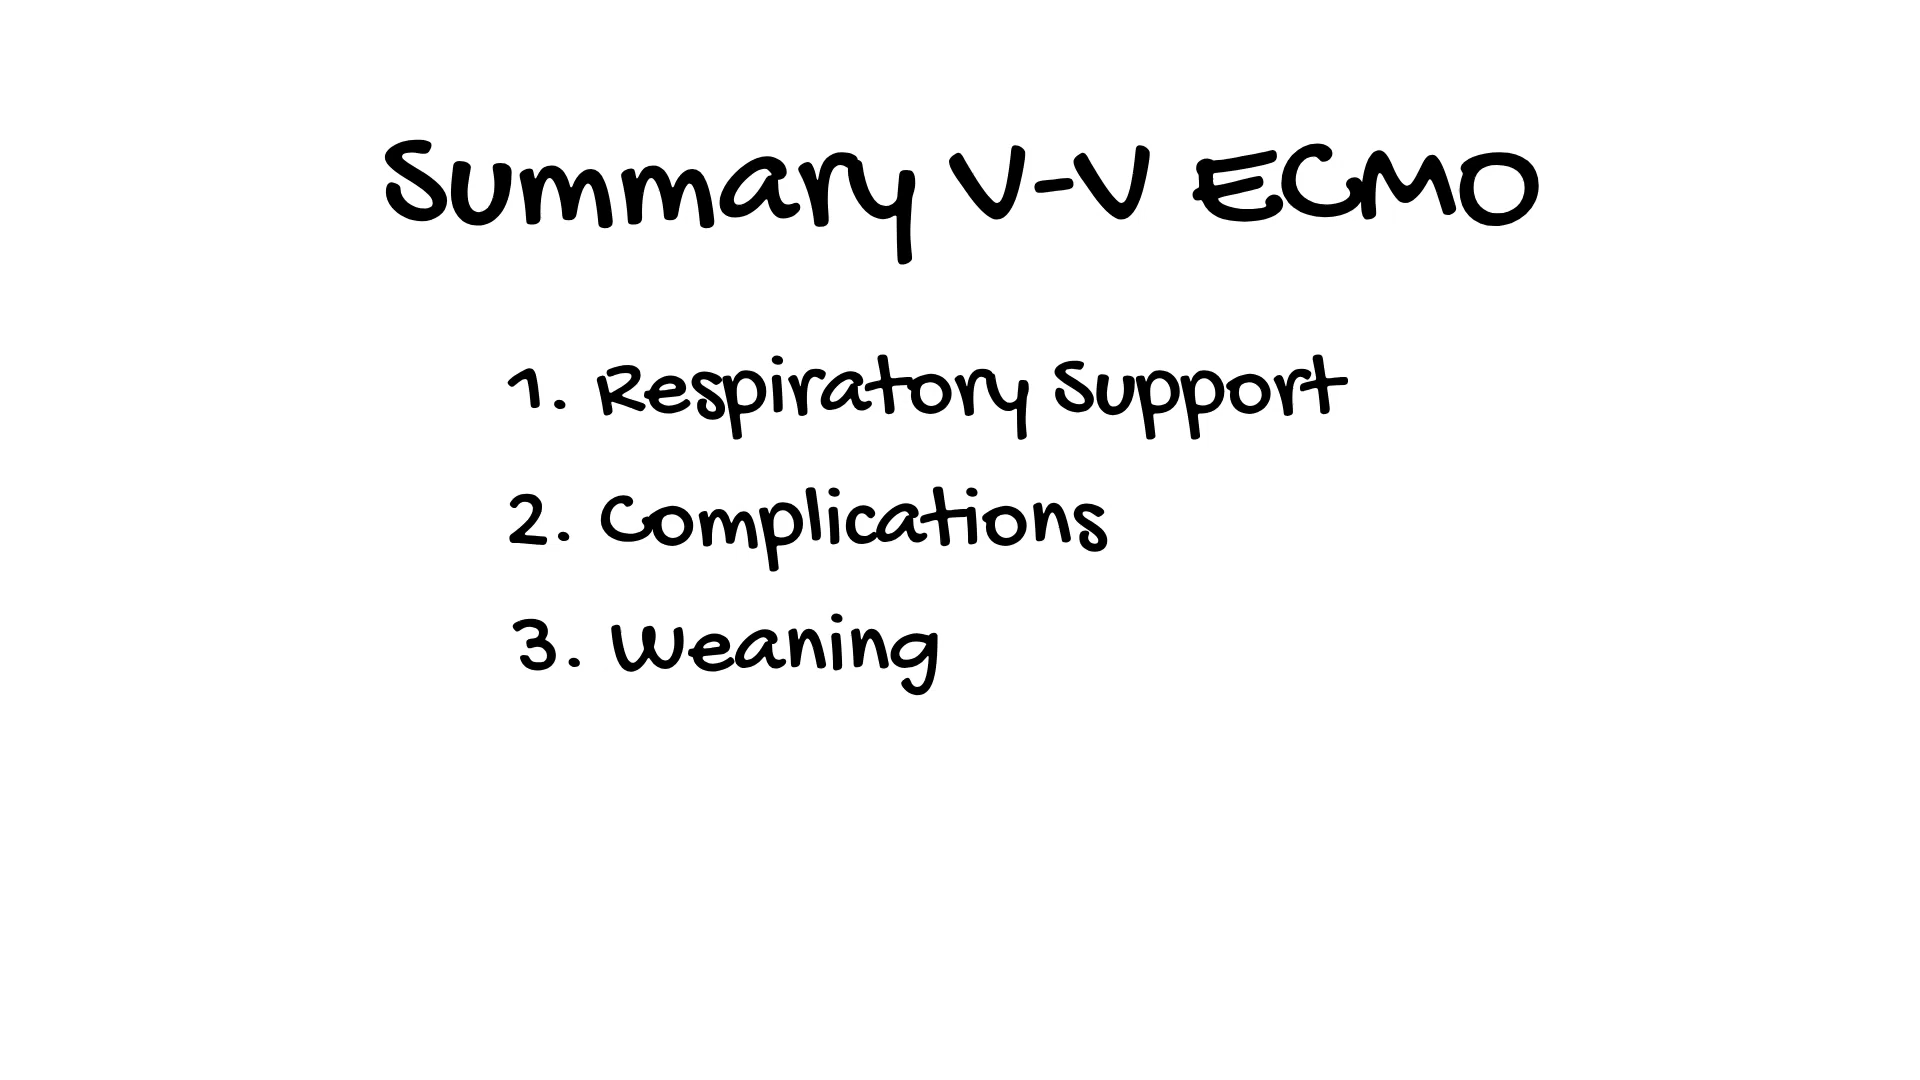 Summary V-V ECMO
1. Respiratory Support
2. Complications
3. Weaning